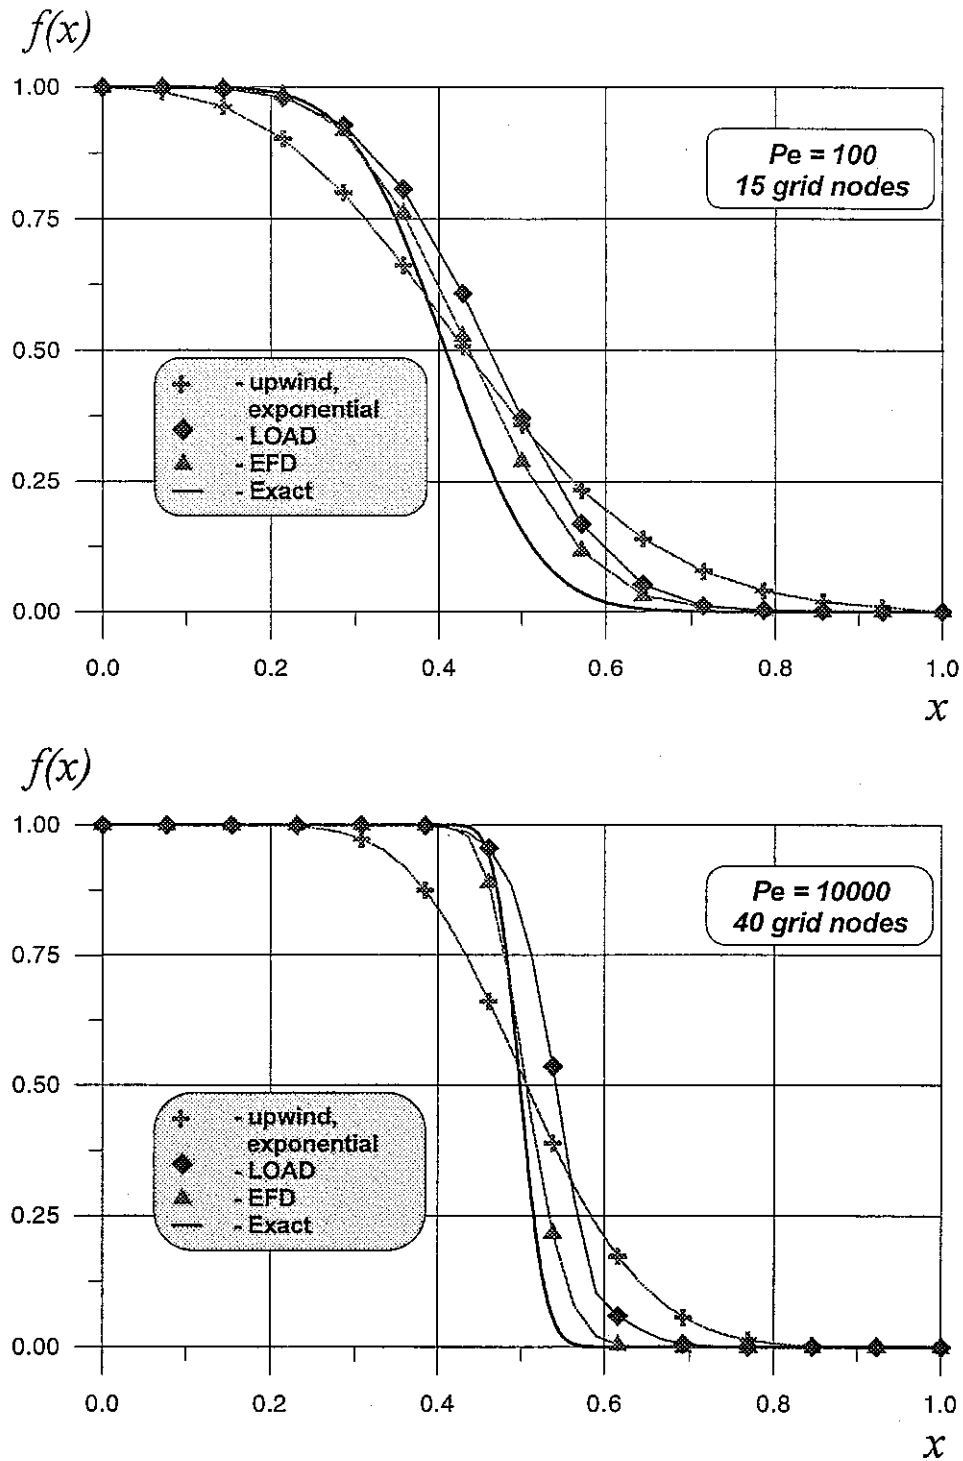 f(x)
1.00
0.75
0.50
0.25
0.00
Pe = 100
15 grid nodes
- upwind,
exponential
- LOAD
- EFD
- Exact
0.0 0.2 0.4 0.6 0.8 1.0
x
f(x)
1.00
0.75
0.50
0.25
0.00
Pe = 10000
40 grid nodes
- upwind,
exponential
- LOAD
- EFD
- Exact
0.0 0.2 0.4 0.6 0.8 1.0
x